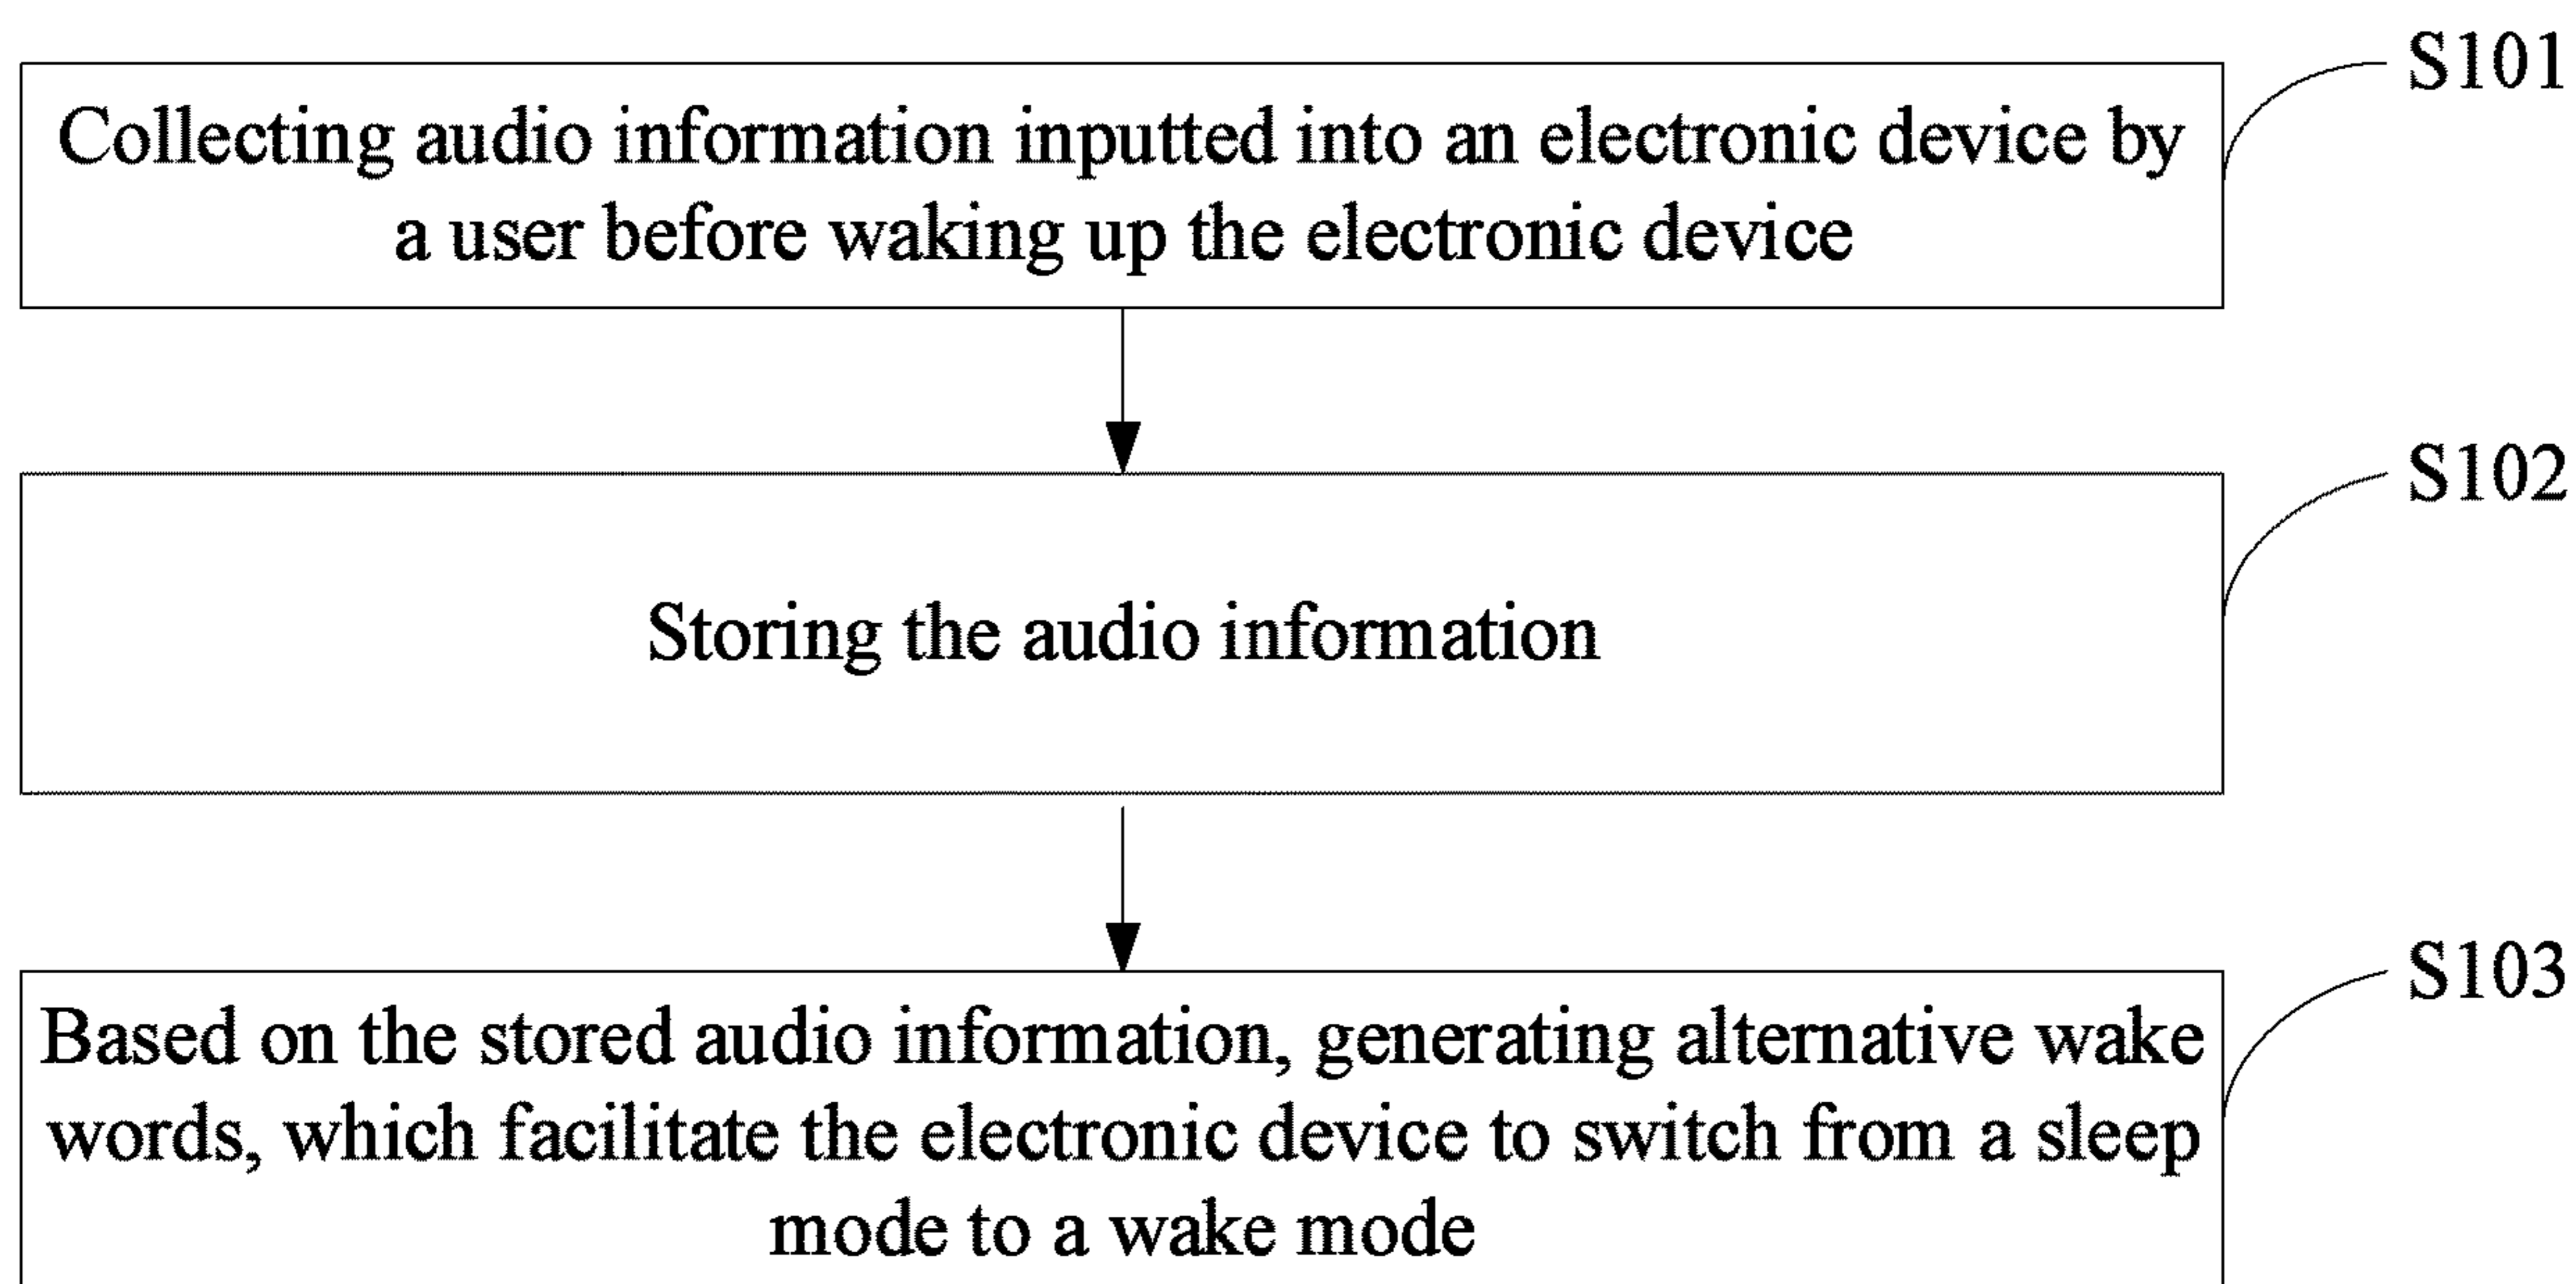 S101
Collecting audio information inputted into an electronic device by
a user before waking up the electronic device
S102
Storing the audio information
S103
Based on the stored audio information, generating alternative wake
words, which facilitate the electronic device to switch from a sleep
mode to a wake mode